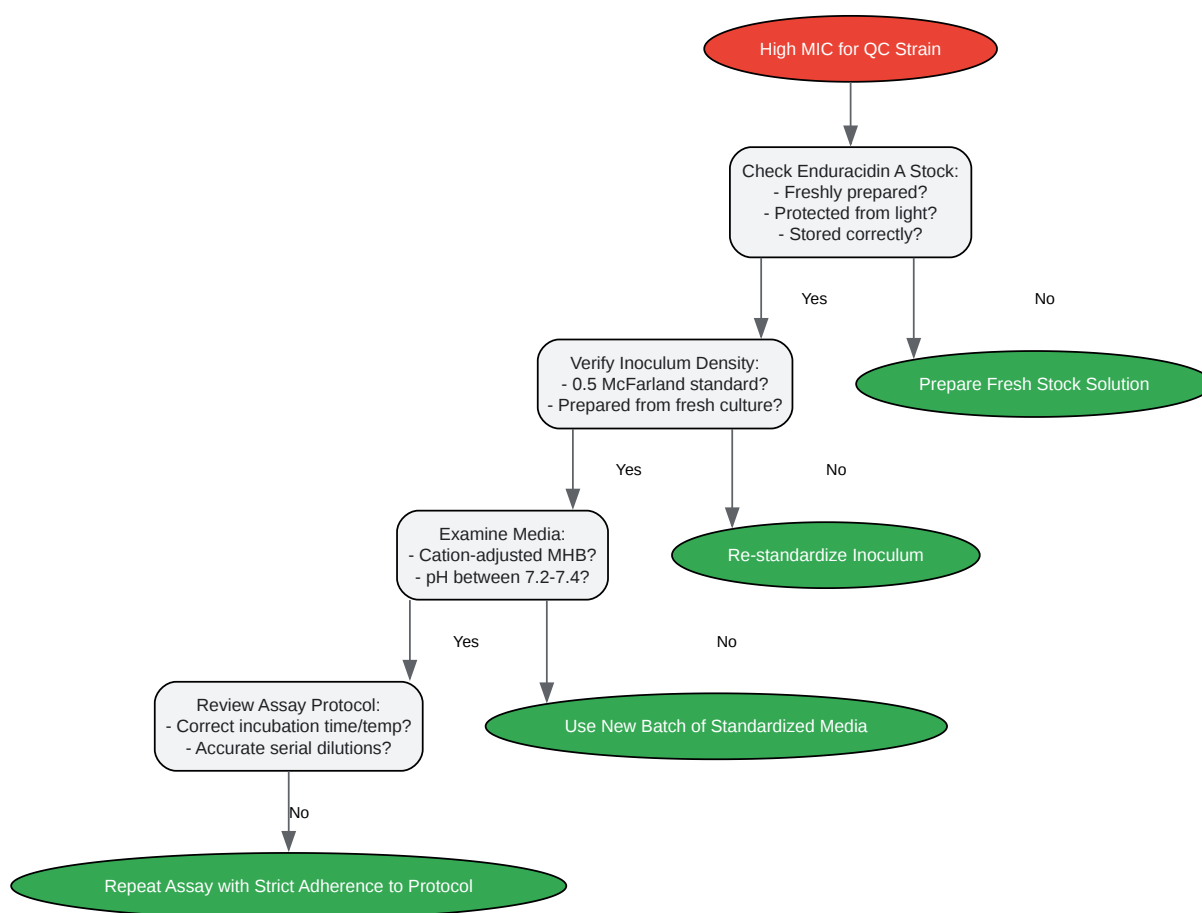 High MIC for QC Strain
Check Enduracidin A Stock:
- Freshly prepared?
- Protected from light?
- Stored correctly?
Yes
No
Verify Inoculum Density:
- 0.5 McFarland standard?
- Prepared from fresh culture?
Prepare Fresh Stock Solution
Yes
No
Examine Media:
- Cation-adjusted MHB?
- pH between 7.2-7.4?
Re-standardize Inoculum
Yes
No
Review Assay Protocol:
- Correct incubation time/temp?
- Accurate serial dilutions?
Use New Batch of Standardized Media
No
Repeat Assay with Strict Adherence to Protocol